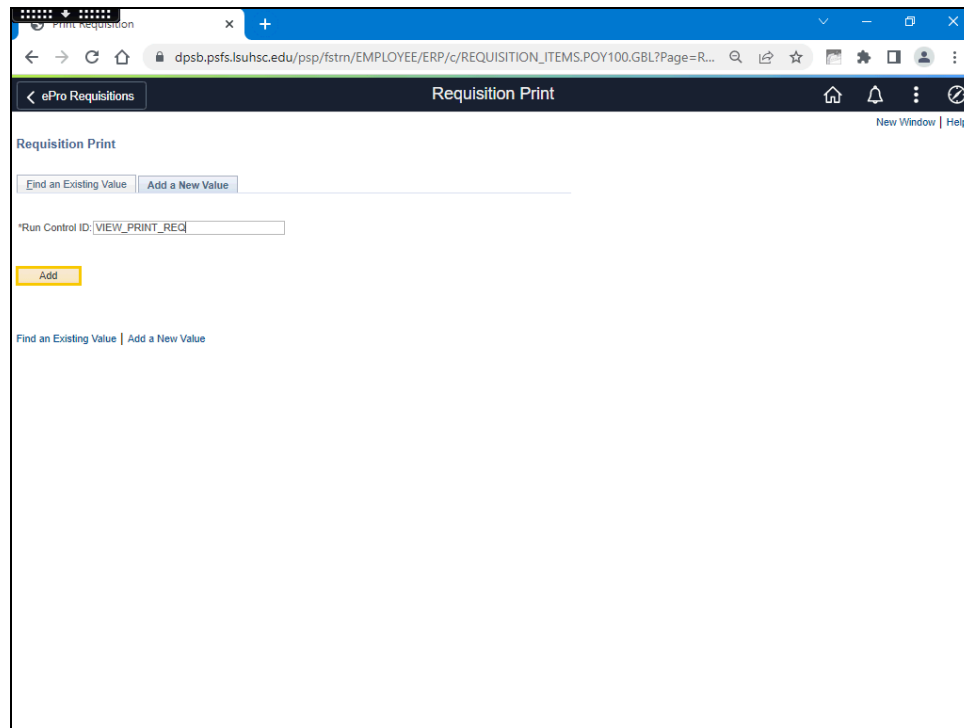 Print Requisition
dpsb.psfs.lsuhsc.edu/psp/fstrn/EMPLOYEE/ERP/c/REQUISITION_ITEMS.POY100.GBL?Page=R...
ePro Requisitions
Requisition Print
New Window | Help
Requisition Print
Find an Existing Value
Add a New Value
*Run Control ID: VIEW_PRINT_REQ
Add
Find an Existing Value | Add a New Value